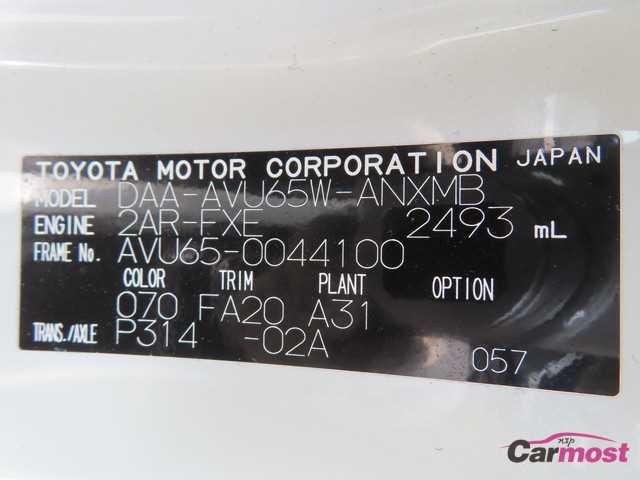 TOYOTA MOTOR CORPORATION JAPAN
MODEL DAA-AVU65W-ANXMB
ENGINE 2AR-FXE 2493 mL
FRAME No. AVU65-0044100
COLOR TRIM PLANT OPTION
070 FA20 A31
TRANS./AXLE P314 -02A
057
Carmost